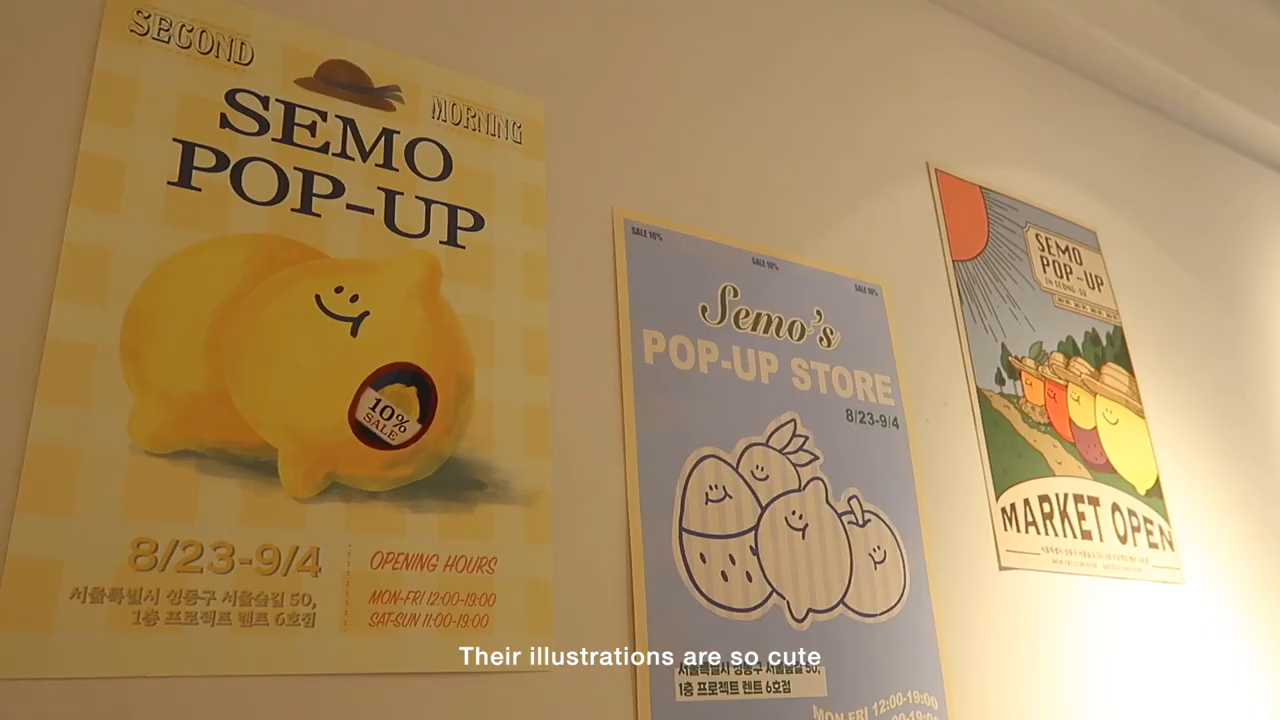 SECOND
MORNING
SEMO
POP-UP
10%
SALE
8/23-9/4
서울특별시 성동구 서울숲길 50,
1층 프로젝트 렌트 6호점
OPENING HOURS
MON-FRI 12:00-19:00
SAT-SUN 11:00-19:00
SALE 10%
SALE 10%
SALE 10%
Semo's
POP-UP STORE
8/23-9/4
서울특별시 성동구 서울숲길 50,
1층 프로젝트 렌트 6호점
MON-FRI 12:00-19:00
SEMO
POP-UP
IN SEONG-SU
MARKET OPEN
Their illustrations are so cute